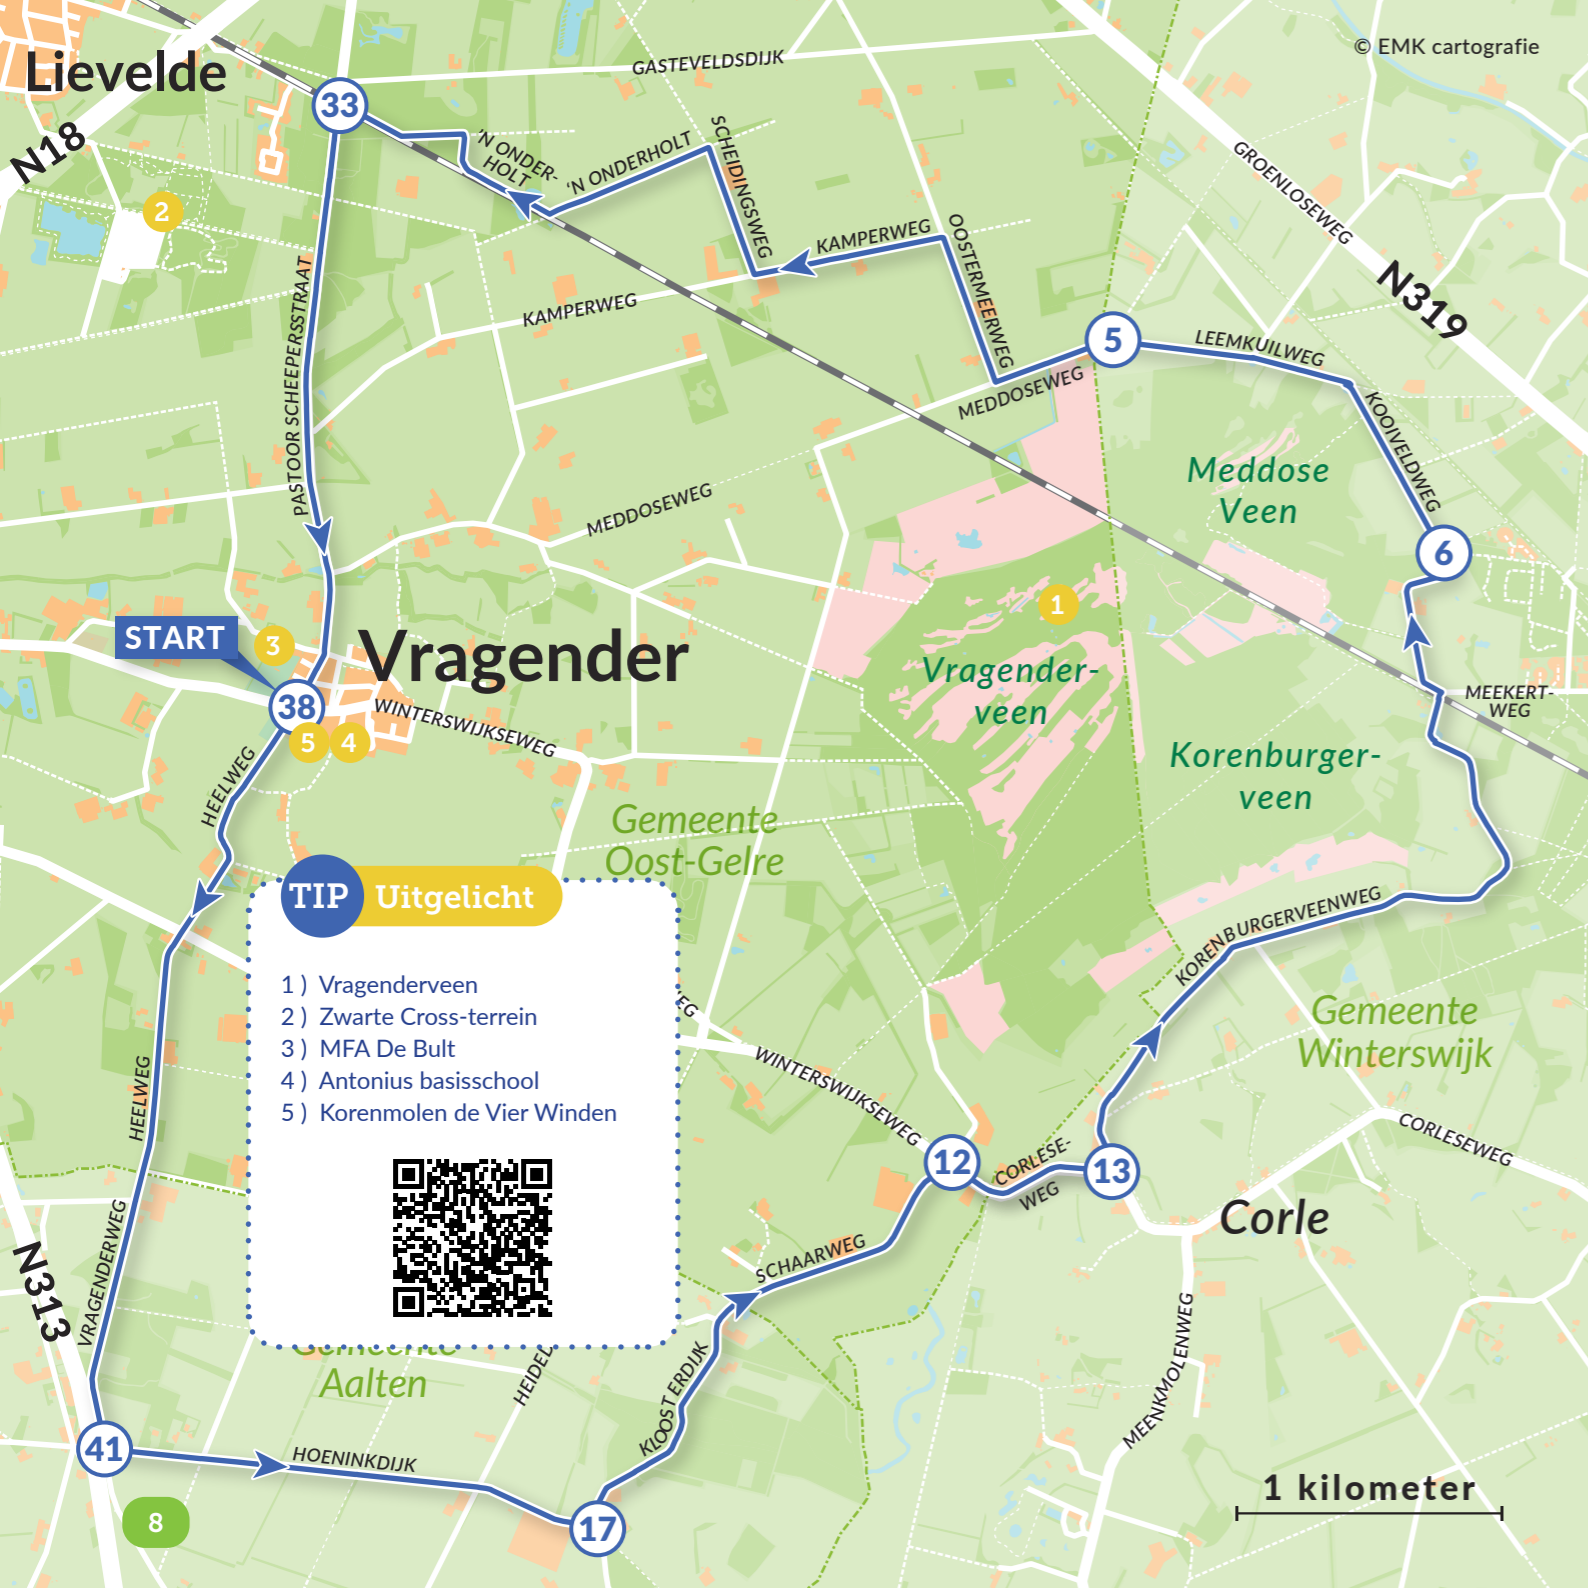 © EMK cartografie
Lievelde
GASTEVELDSDIJK
33
N18
'N ONDER-
HOLT
'N ONDERHOLT
SCHEIDINGSWEG
GROENLOSEWEG
2
KAMPERWEG
OOSTERMEERWEG
N319
PASTOOR SCHEEPERSSTRAAT
KAMPERWEG
5
LEEMKUILWEG
MEDDOSEWEG
KOOIVELDWEG
Meddose
Veen
MEDDOSEWEG
6
1
START
3
Vragender
Vragender-
veen
MEEKERT-
WEG
38
WINTERSWIJKSEWEG
5
4
Korenburger-
veen
HEELWEG
Gemeente
Oost-Gelre
TIP
Uitgelicht
KORENBURGERVEENWEG
1 ) Vragenderveen
2 ) Zwarte Cross-terrein
3 ) MFA De Bult
4 ) Antonius basisschool
5 ) Korenmolen de Vier Winden
Gemeente
Winterswijk
HEELWEG
WINTERSWIJKSEWEG
CORLESEWEG
12
CORLESE-
WEG
13
Corle
VRAGENDERWEG
SCHAARWEG
N313
MEENKMOLENWEG
Gemeente
Aalten
HEIDEL
KLOOSTERDIJK
41
HOENINKDIJK
1 kilometer
8
17